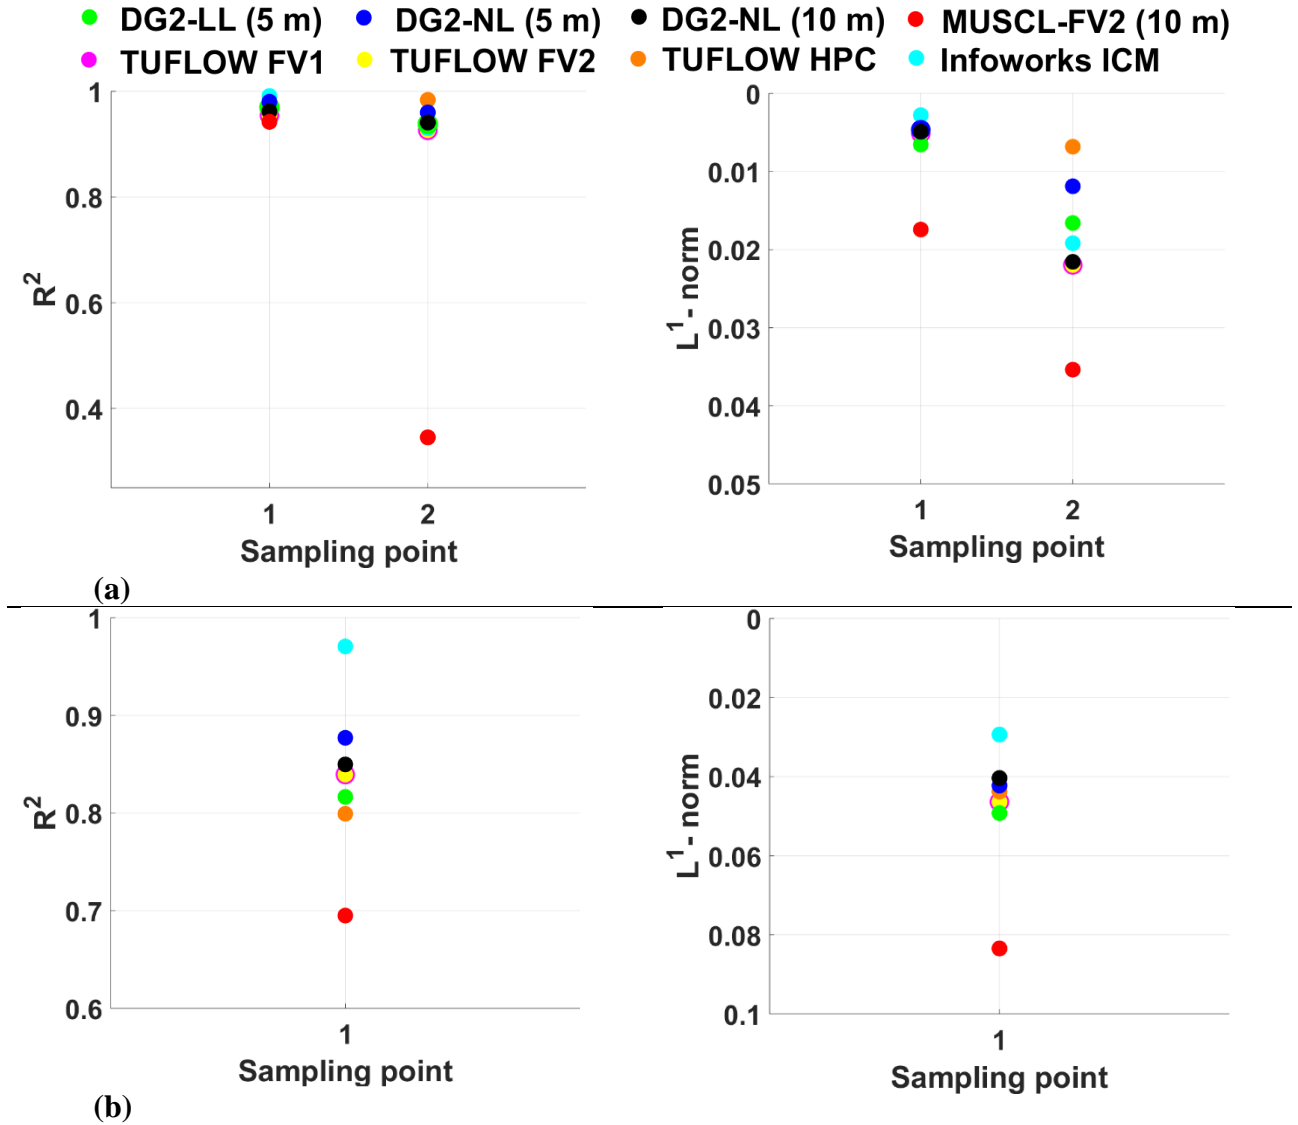 DG2-LL (5 m) DG2-NL (5 m) DG2-NL (10 m) MUSCL-FV2 (10 m)
TUFLOW FV1 TUFLOW FV2 TUFLOW HPC Infoworks ICM
1
0.8
0.6
0.4
R²
1 2
Sampling point
0
0.01
0.02
0.03
0.04
0.05
L¹- norm
1 2
Sampling point
(a)
1
0.9
0.8
0.7
0.6
R²
1
Sampling point
0
0.02
0.04
0.06
0.08
0.1
L¹- norm
1
Sampling point
(b)